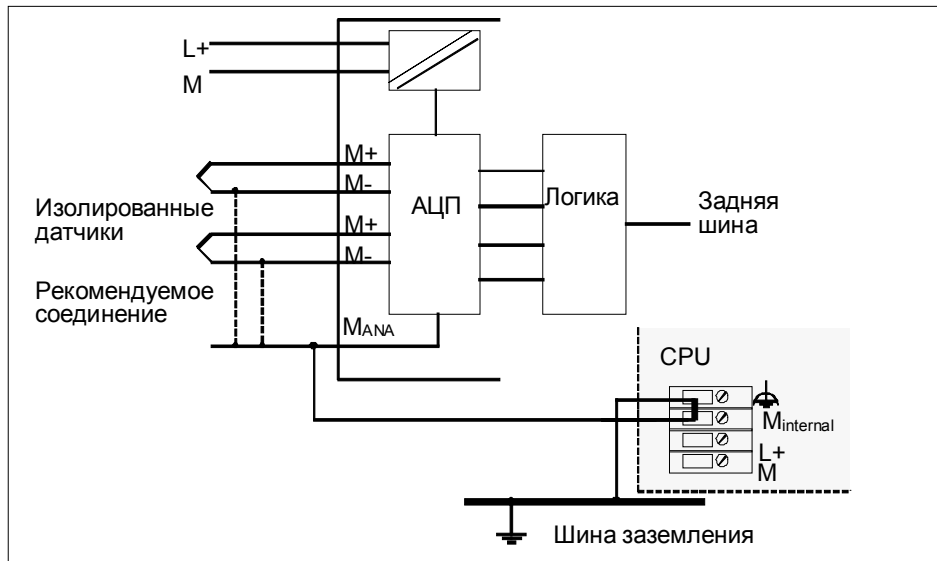 L+
M
M+
M-
Изолированные
датчики
M+
M-
АЦП
Логика
Задняя
шина
Рекомендуемое
соединение
MANA
CPU
Minternal
L+
M
Шина заземления